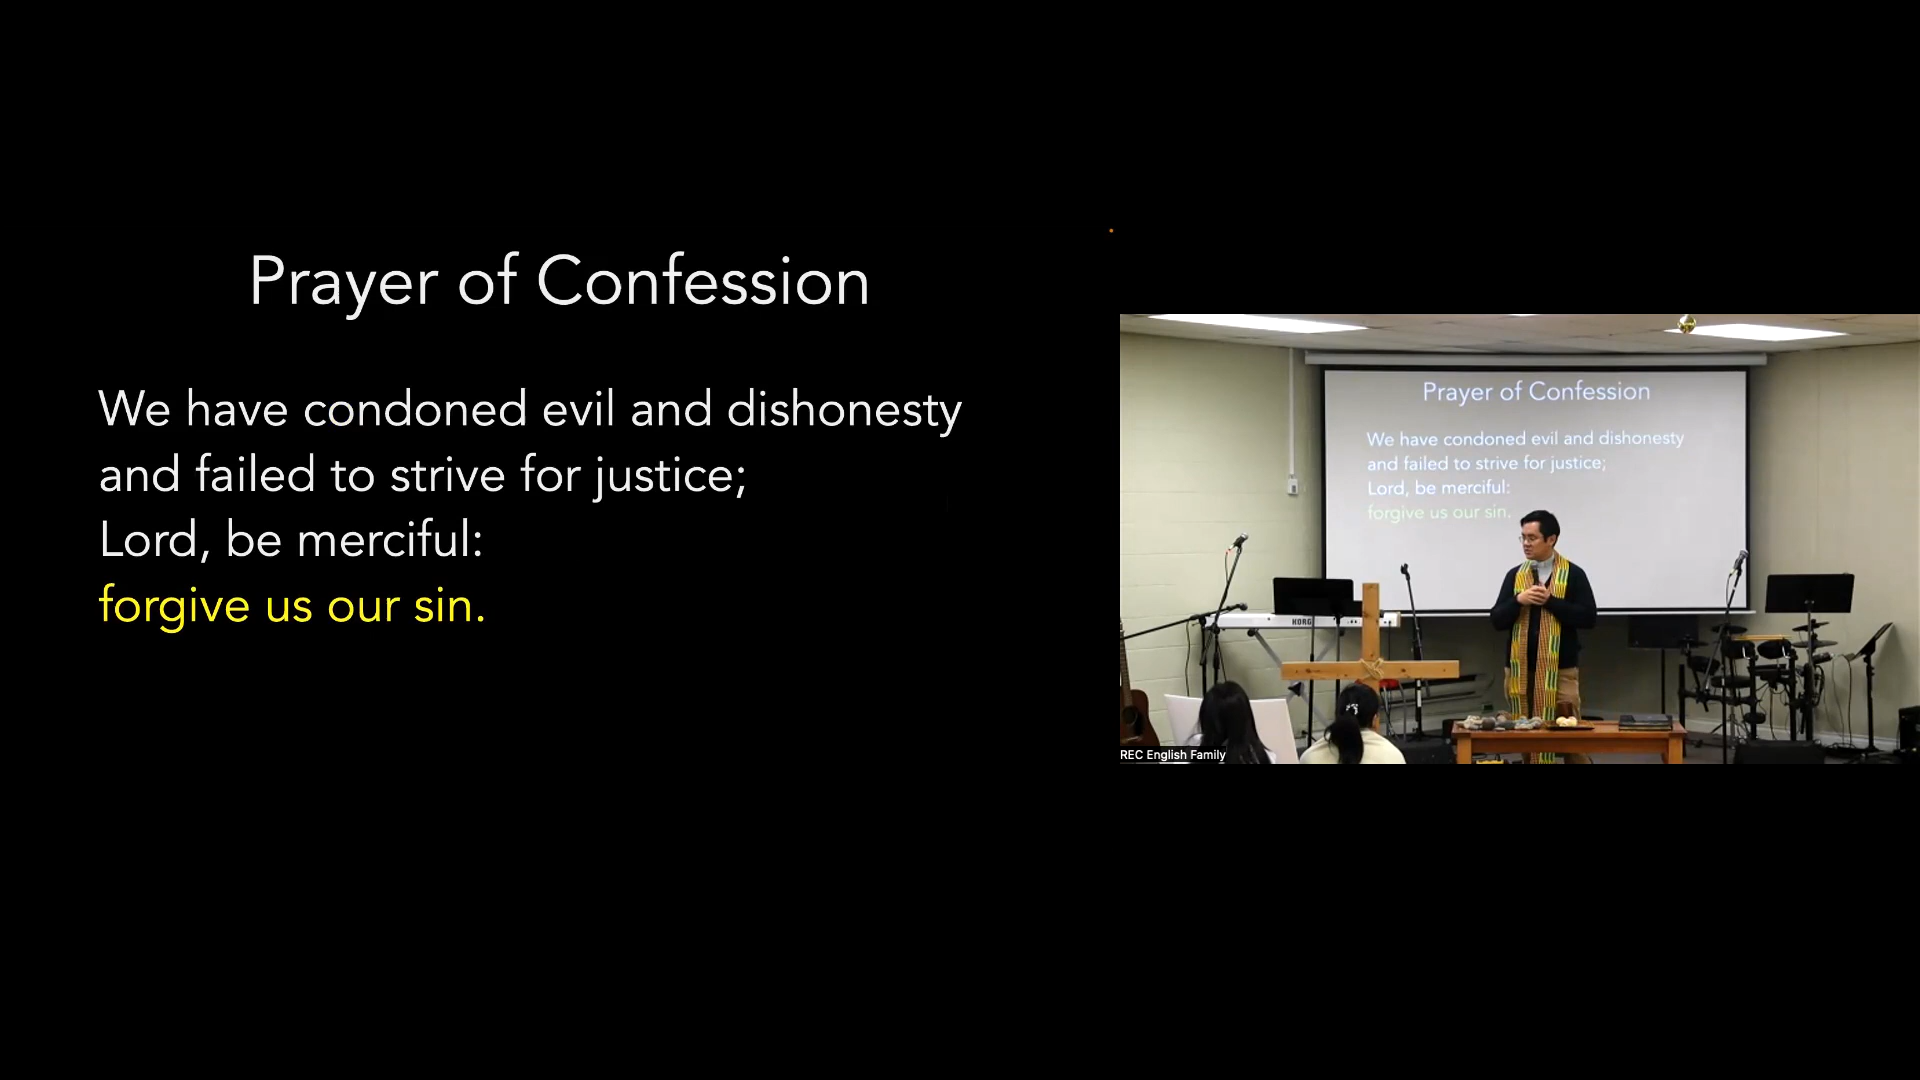 Prayer of Confession
We have condoned evil and dishonesty
and failed to strive for justice;
Lord, be merciful:
forgive us our sin.
Prayer of Confession
We have condoned evil and dishonesty
and failed to strive for justice;
Lord, be merciful:
forgive us our sin.
KORG
REC English Family